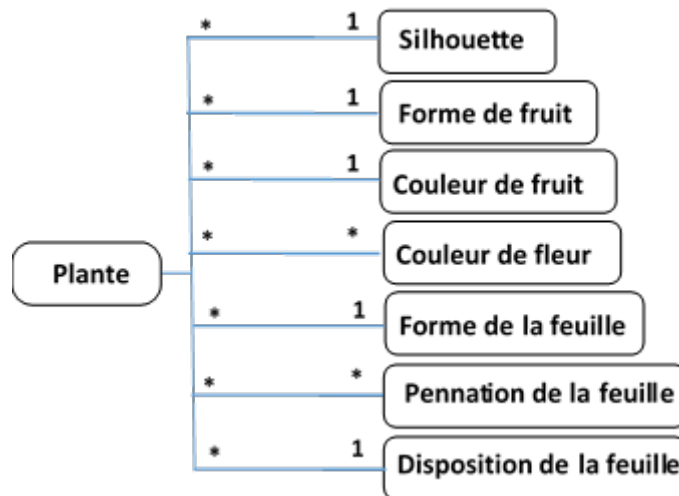 * 1 Silhouette
* 1 Forme de fruit
* 1 Couleur de fruit
* * Couleur de fleur
Plante
* 1 Forme de la feuille
* * Pennation de la feuille
* 1 Disposition de la feuille